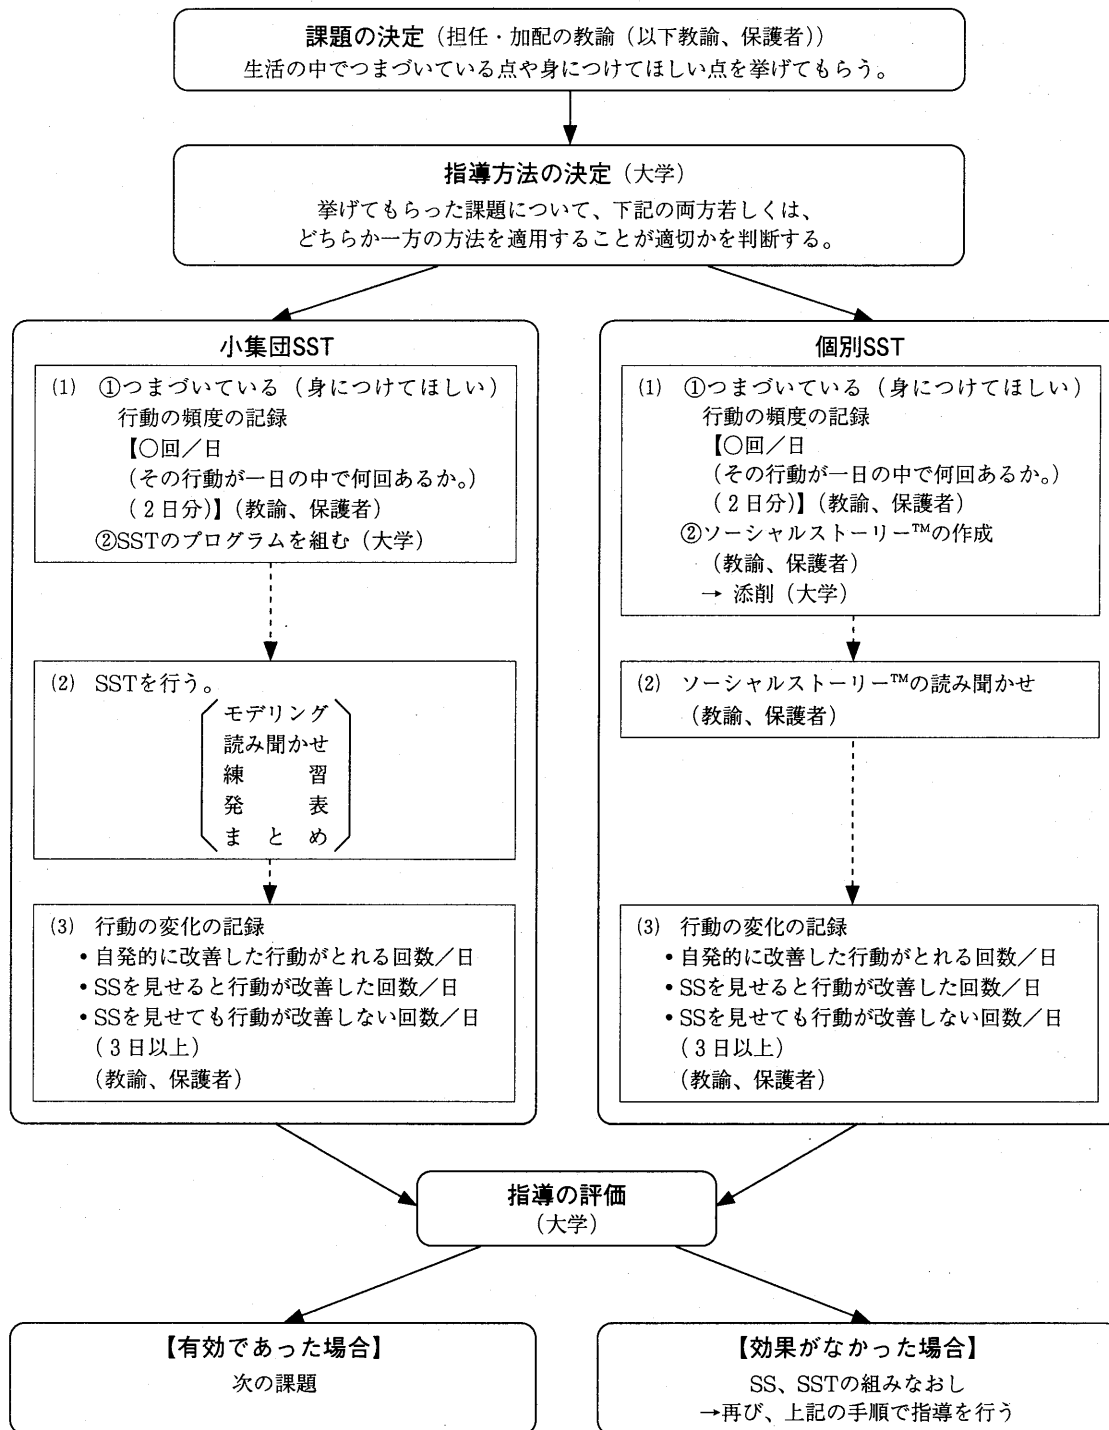 課題の決定（担任・加配の教諭（以下教諭、保護者））
生活の中でつまづいている点や身につけてほしい点を挙げてもらう。
指導方法の決定（大学）
挙げてもらった課題について、下記の両方若しくは、
どちらか一方の方法を適用することが適切かを判断する。
小集団SST
(1) ①つまづいている（身につけてほしい）
行動の頻度の記録
【〇回／日
（その行動が一日の中で何回あるか。）
（２日分）】（教諭、保護者）
②SSTのプログラムを組む（大学）
(2) SSTを行う。
モデリング
読み聞かせ
練習
発表
まとめ
(3) 行動の変化の記録
・自発的に改善した行動がとれる回数／日
・SSを見せると行動が改善した回数／日
・SSを見せても行動が改善しない回数／日
（３日以上）
（教諭、保護者）
個別SST
(1) ①つまづいている（身につけてほしい）
行動の頻度の記録
【〇回／日
（その行動が一日の中で何回あるか。）
（２日分）】（教諭、保護者）
②ソーシャルストーリー™の作成
（教諭、保護者）
→ 添削（大学）
(2) ソーシャルストーリー™の読み聞かせ
（教諭、保護者）
(3) 行動の変化の記録
・自発的に改善した行動がとれる回数／日
・SSを見せると行動が改善した回数／日
・SSを見せても行動が改善しない回数／日
（３日以上）
（教諭、保護者）
指導の評価
（大学）
【有効であった場合】
次の課題
【効果がなかった場合】
SS、SSTの組みなおし
→再び、上記の手順で指導を行う